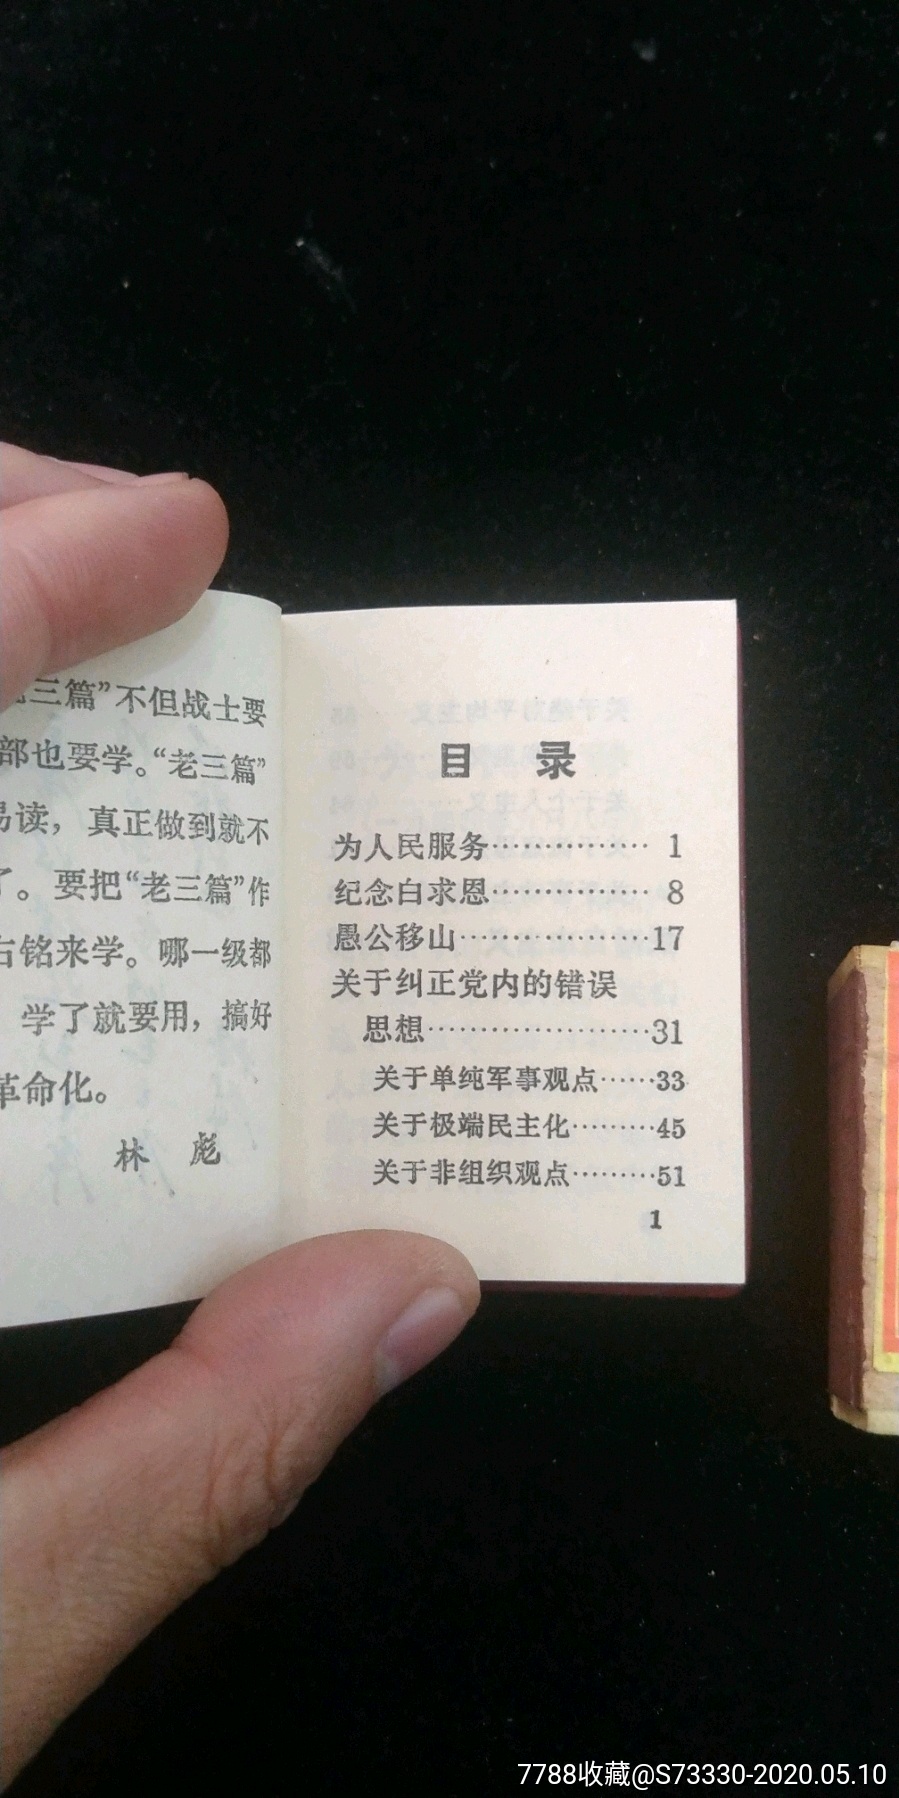 三篇”不但战士要
部也要学。“老三篇”
易读，真正做到就不
了。要把“老三篇”作
右铭来学。哪一级都
学了就要用，搞好
革命化。
林 彪
目 录
为人民服务…………… 1
纪念白求恩…………… 8
愚公移山………………17
关于纠正党内的错误
思想…………………31
关于单纯军事观点……33
关于极端民主化………45
关于非组织观点………51
1
7788收藏@S73330-2020.05.10